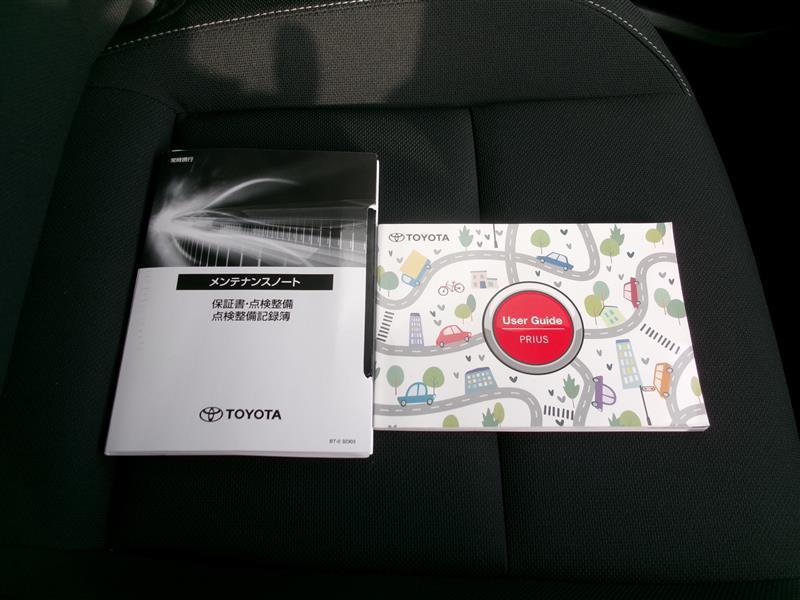 常時携行
メンテナンスノート
保証書・点検整備
点検整備記録簿
TOYOTA
TOYOTA
User Guide
PRIUS